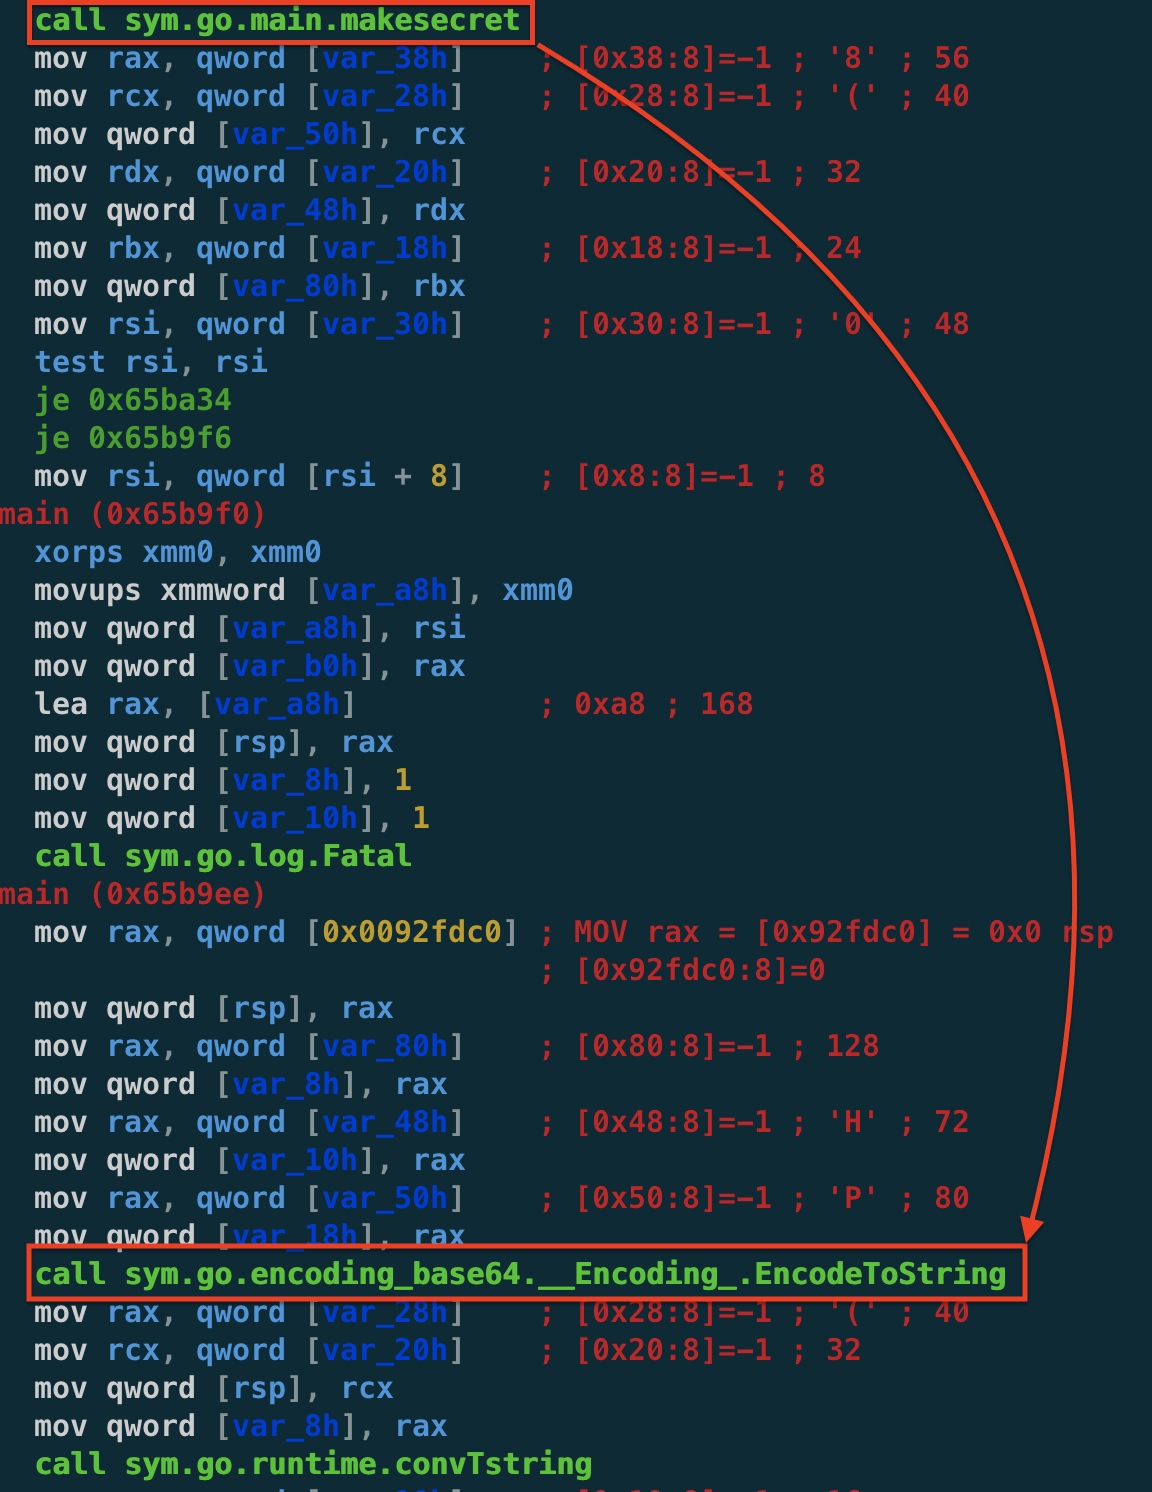 call sym.go.main.makesecret
mov rax, qword [var_38h] ; [0x38:8]=-1 ; '8' ; 56
mov rcx, qword [var_28h] ; [0x28:8]=-1 ; '(' ; 40
mov qword [var_50h], rcx
mov rdx, qword [var_20h] ; [0x20:8]=-1 ; 32
mov qword [var_48h], rdx
mov rbx, qword [var_18h] ; [0x18:8]=-1 ; 24
mov qword [var_80h], rbx
mov rsi, qword [var_30h] ; [0x30:8]=-1 ; '0' ; 48
test rsi, rsi
je 0x65ba34
je 0x65b9f6
mov rsi, qword [rsi + 8] ; [0x8:8]=-1 ; 8
main (0x65b9f0)
xorps xmm0, xmm0
movups xmmword [var_a8h], xmm0
mov qword [var_a8h], rsi
mov qword [var_b0h], rax
lea rax, [var_a8h] ; 0xa8 ; 168
mov qword [rsp], rax
mov qword [var_8h], 1
mov qword [var_10h], 1
call sym.go.log.Fatal
main (0x65b9ee)
mov rax, qword [0x0092fdc0] ; MOV rax = [0x92fdc0] = 0x0 rsp
; [0x92fdc0:8]=0
mov qword [rsp], rax
mov rax, qword [var_80h] ; [0x80:8]=-1 ; 128
mov qword [var_8h], rax
mov rax, qword [var_48h] ; [0x48:8]=-1 ; 'H' ; 72
mov qword [var_10h], rax
mov rax, qword [var_50h] ; [0x50:8]=-1 ; 'P' ; 80
mov qword [var_18h], rax
call sym.go.encoding_base64.__Encoding_.EncodeToString
mov rax, qword [var_28h] ; [0x28:8]=-1 ; '(' ; 40
mov rcx, qword [var_20h] ; [0x20:8]=-1 ; 32
mov qword [rsp], rcx
mov qword [var_8h], rax
call sym.go.runtime.convTstring